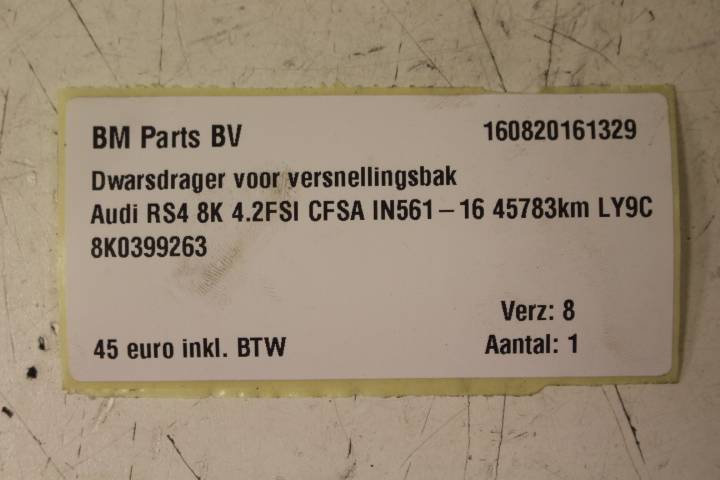 BM Parts BV 160820161329
Dwarsdrager voor versnellingsbak
Audi RS4 8K 4.2FSI CFSA IN561-16 45783km LY9C
8K0399263
Verz: 8
45 euro inkl. BTW Aantal: 1